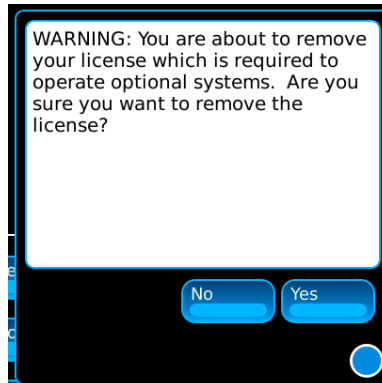 WARNING: You are about to remove
your license which is required to
operate optional systems.  Are you
sure you want to remove the
license?
No Yes